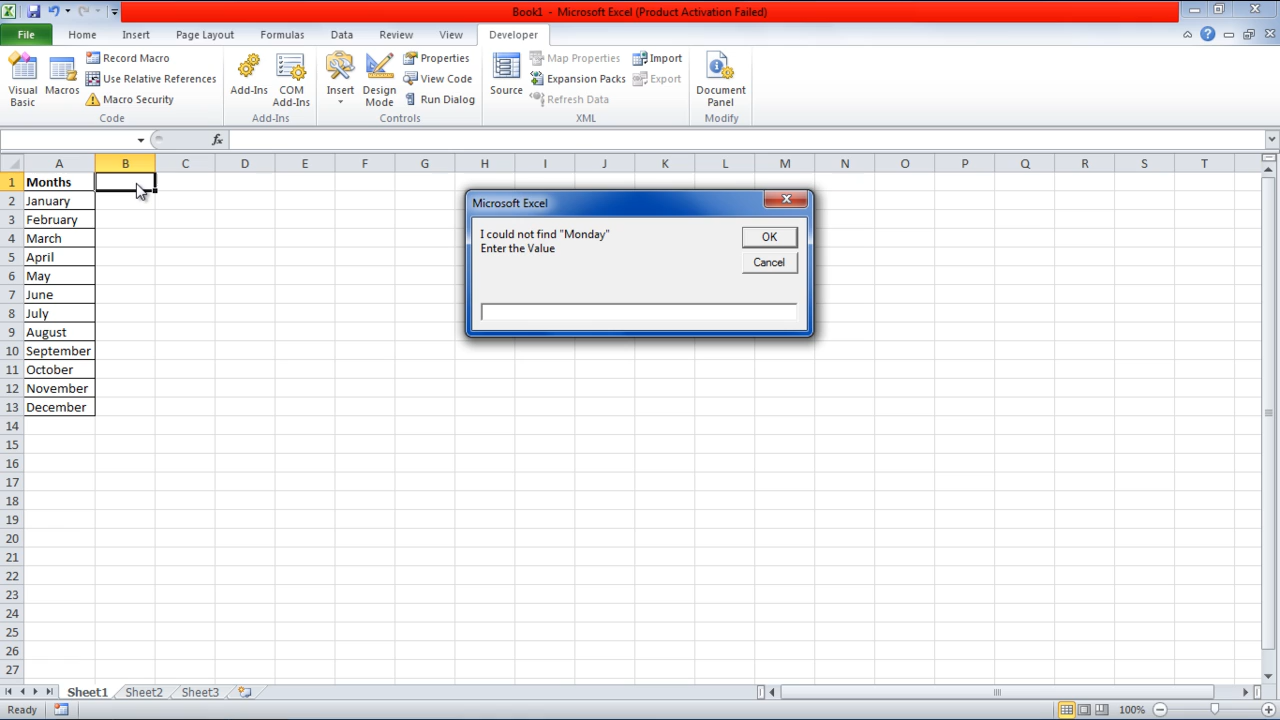 Book1 - Microsoft Excel (Product Activation Failed)
File Home Insert Page Layout Formulas Data Review View Developer
Visual Basic
Macros
Record Macro
Use Relative References
Macro Security
Code
Add-Ins
COM Add-Ins
Add-Ins
Insert
Design Mode
Properties
View Code
Run Dialog
Controls
Source
Map Properties
Expansion Packs
Refresh Data
Import
Export
XML
Document Panel
Modify
fx
A B C D E F G H I J K L M N O P Q R S T
1 Months
2 January
3 February
4 March
5 April
6 May
7 June
8 July
9 August
10 September
11 October
12 November
13 December
14
15
16
17
18
19
20
21
22
23
24
25
26
27
Microsoft Excel
I could not find "Monday"
Enter the Value
OK
Cancel
Sheet1 Sheet2 Sheet3
Ready
100%